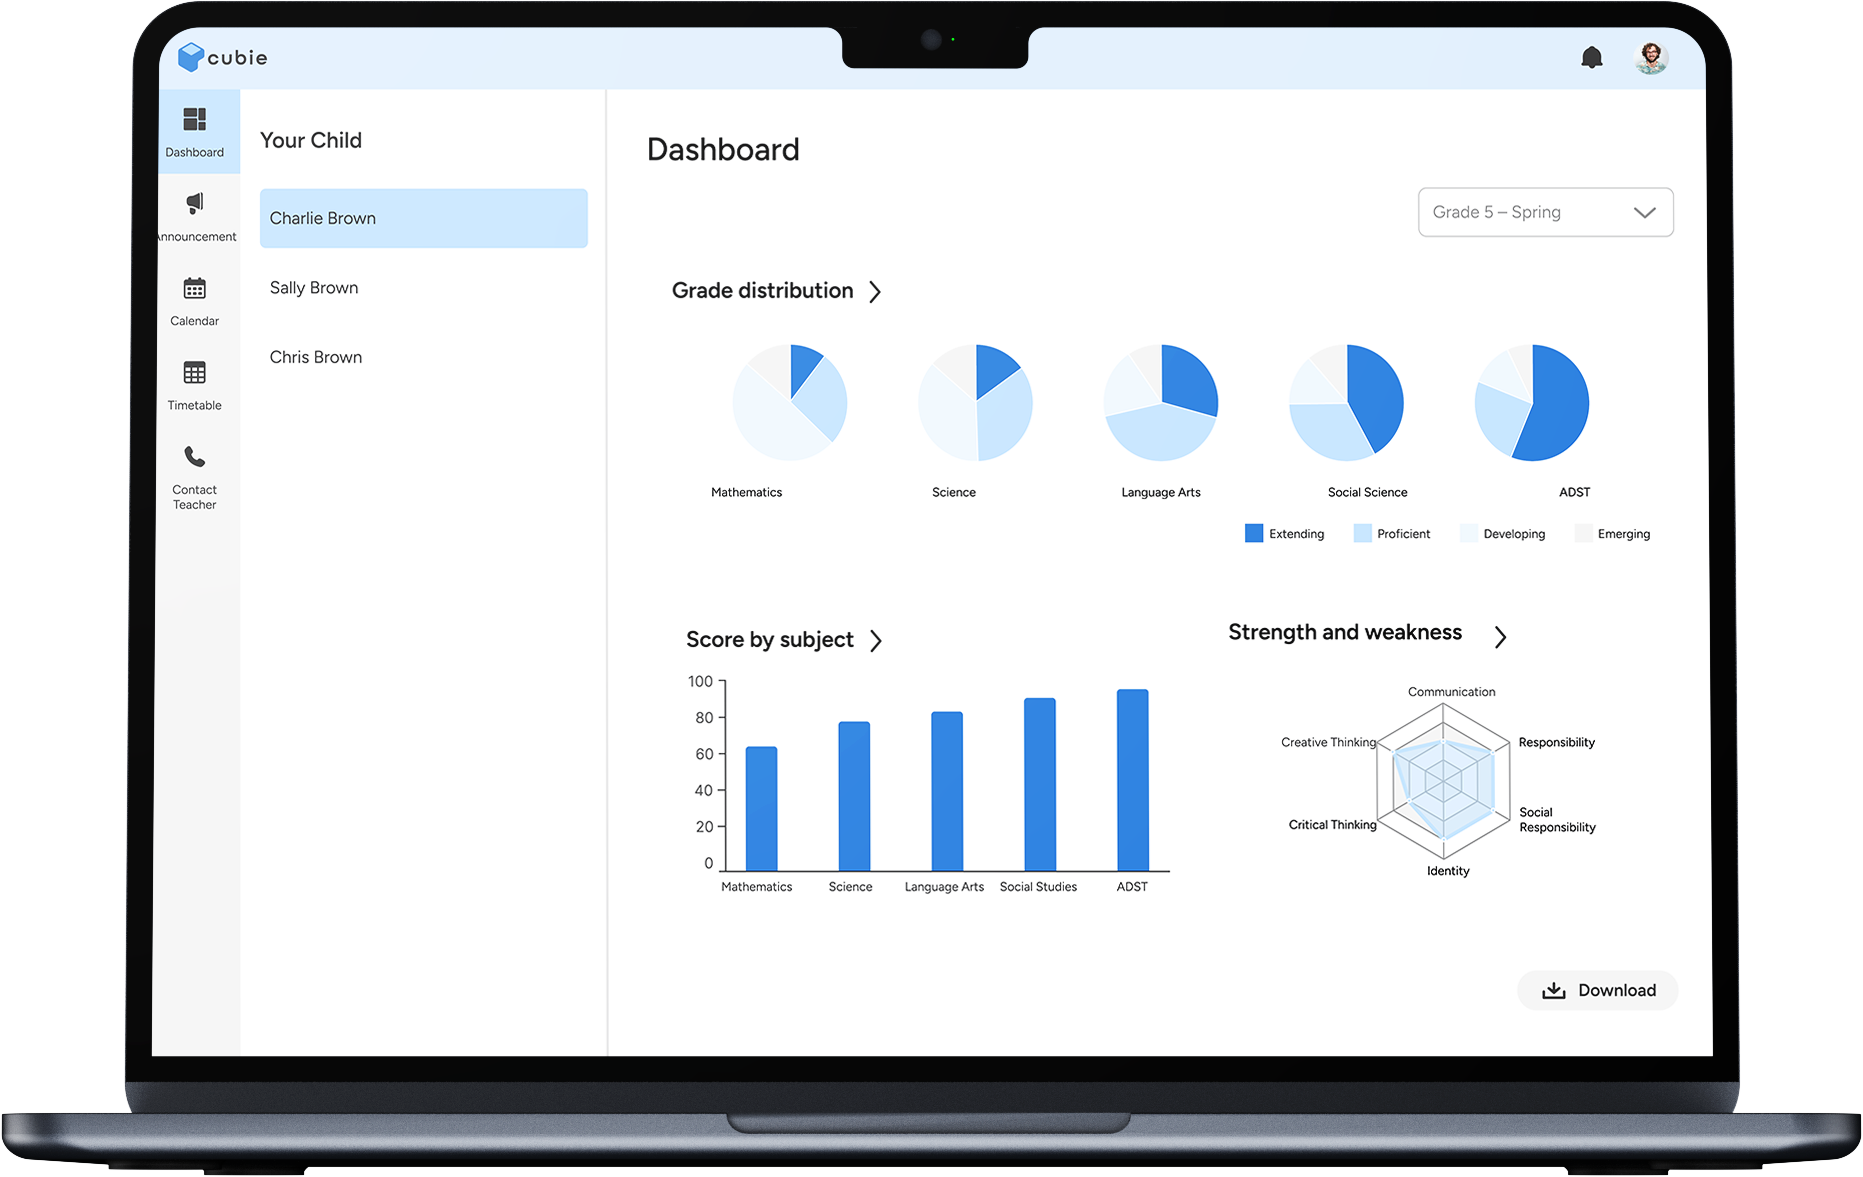 cubie
Dashboard
Announcement
Calendar
Timetable
Contact
Teacher
Your Child
Charlie Brown
Sally Brown
Chris Brown
Dashboard
Grade 5 – Spring
Grade distribution
Mathematics
Science
Language Arts
Social Science
ADST
Extending
Proficient
Developing
Emerging
Score by subject
100
80
60
40
20
0
Mathematics
Science
Language Arts
Social Studies
ADST
Strength and weakness
Communication
Creative Thinking
Responsibility
Critical Thinking
Social
Responsibility
Identity
Download